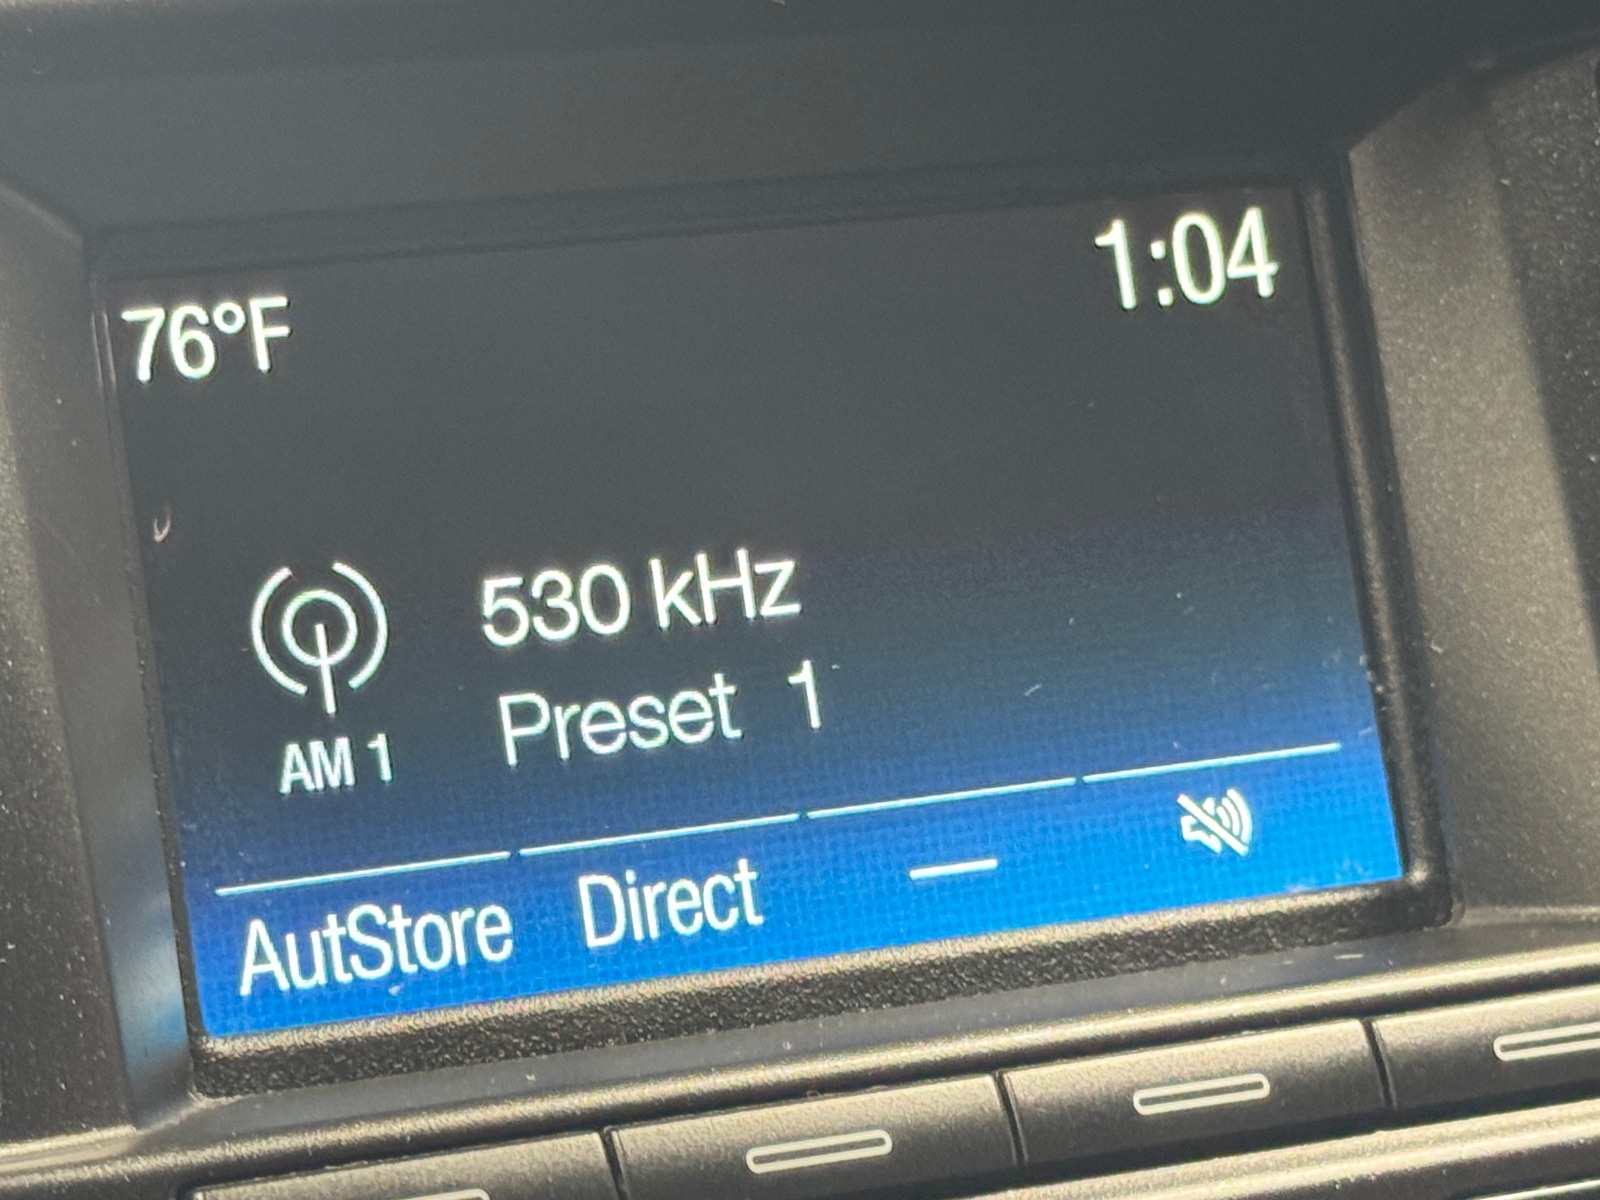 76°F
1:04
530 kHz
Preset 1
AM 1
AutStore Direct —